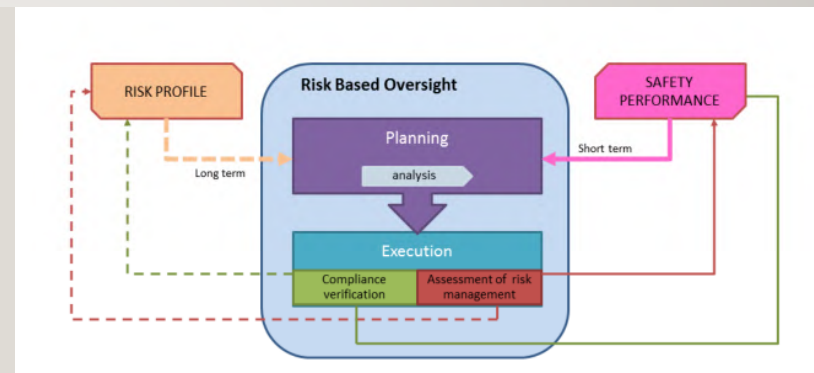 Risk Based Oversight
RISK PROFILE
SAFETY
PERFORMANCE
Planning
analysis
Long term
Short term
Execution
Compliance
verification
Assessment of risk
management